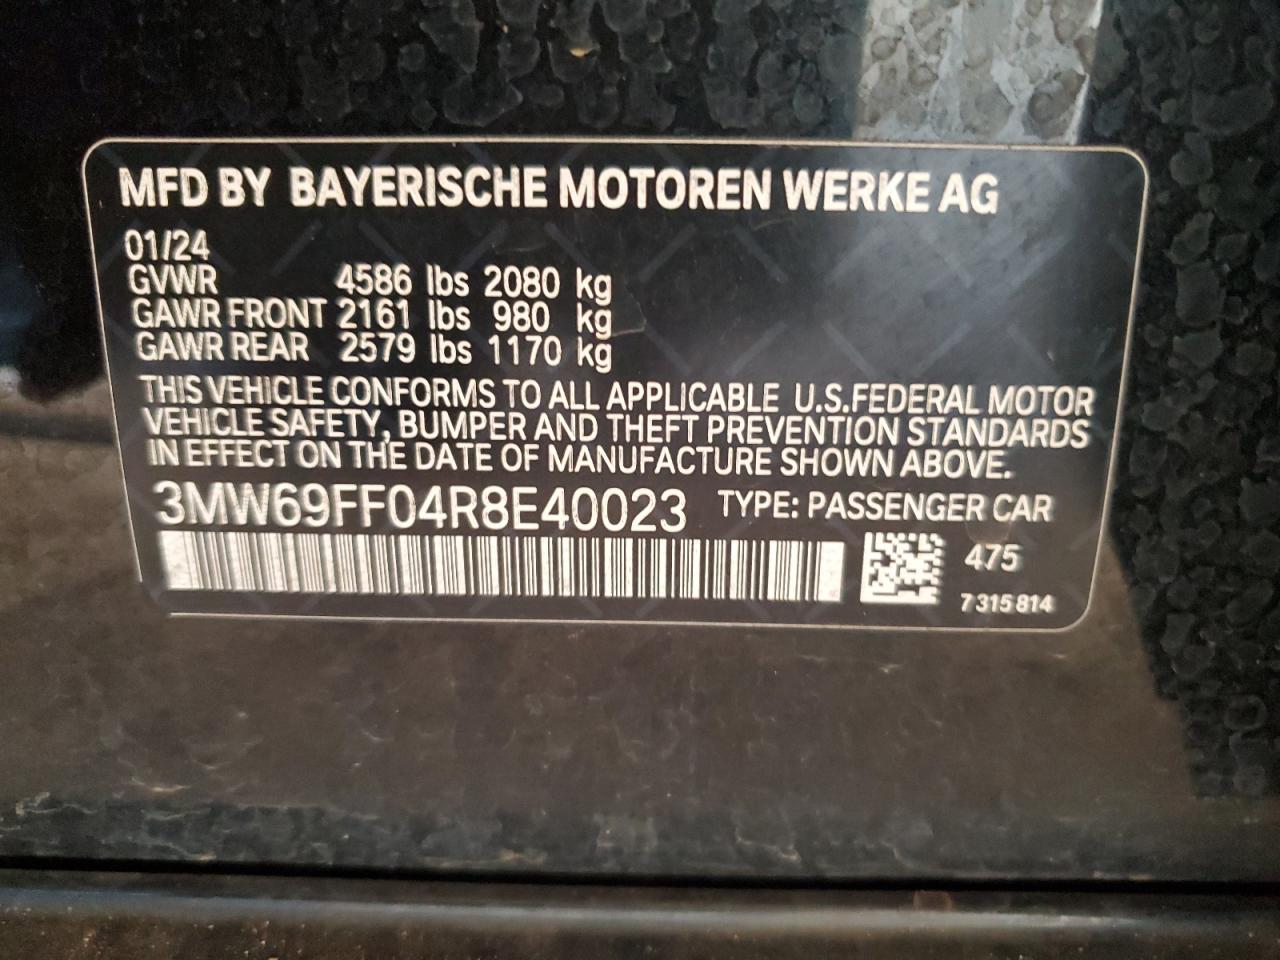 MFD BY BAYERISCHE MOTOREN WERKE AG
01/24
GVWR 4586 lbs 2080 kg
GAWR FRONT 2161 lbs 980 kg
GAWR REAR 2579 lbs 1170 kg
THIS VEHICLE CONFORMS TO ALL APPLICABLE U.S.FEDERAL MOTOR
VEHICLE SAFETY, BUMPER AND THEFT PREVENTION STANDARDS
IN EFFECT ON THE DATE OF MANUFACTURE SHOWN ABOVE.
3MW69FF04R8E40023 TYPE: PASSENGER CAR
475
7 315 814